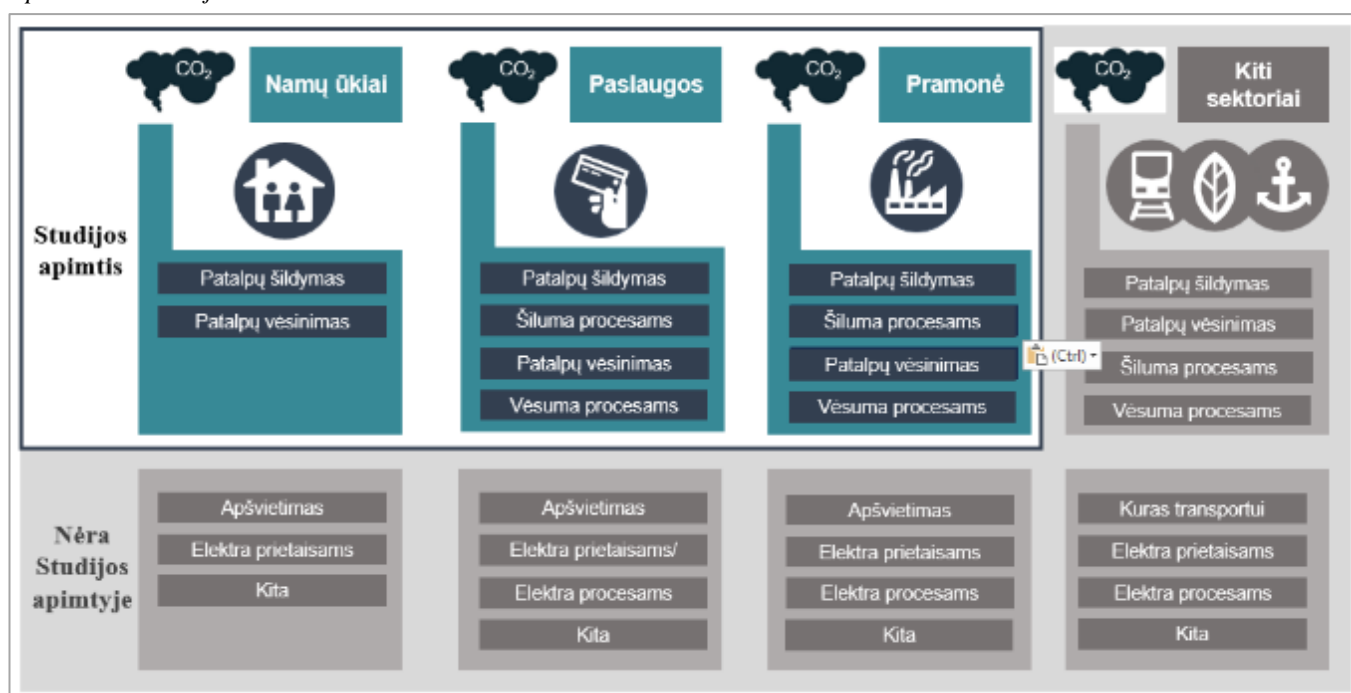 CO₂
Namų ūkiai
CO₂
Paslaugos
CO₂
Pramonė
CO₂
Kiti
sektoriai
Studijos
apimtis
Patalpų šildymas
Patalpų vėsinimas
Patalpų šildymas
Šiluma procesams
Patalpų vėsinimas
Vėsuma procesams
Patalpų šildymas
Šiluma procesams
Patalpų vėsinimas
Vėsuma procesams
(Ctrl)
Patalpų šildymas
Patalpų vėsinimas
Šiluma procesams
Vėsuma procesams
Nėra
Studijos
apimtyje
Apšvietimas
Elektra prietaisams
Kita
Apšvietimas
Elektra prietaisams/
Elektra procesams
Kita
Apšvietimas
Elektra prietaisams
Elektra procesams
Kita
Kuras transportui
Elektra prietaisams
Elektra procesams
Kita